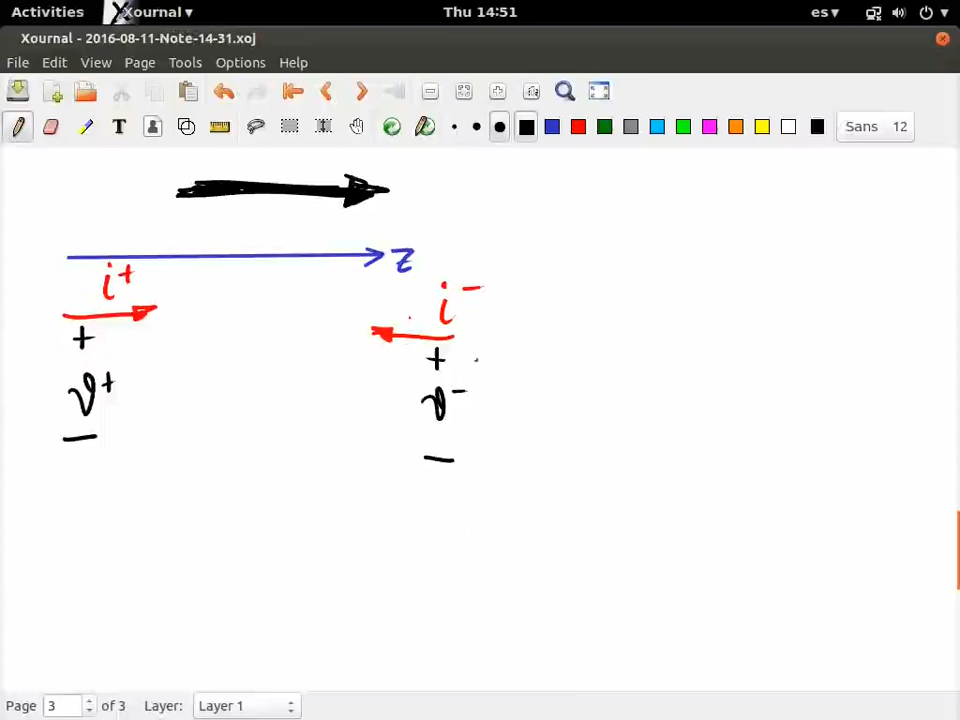 Activities Xournal ▾ Thu 14:51 es ▾
Xournal - 2016-08-11-Note-14-31.xoj
File Edit View Page Tools Options Help
T Sans 12
z
i⁺
i⁻
+
+
v⁺
v⁻
−
−
Page 3 of 3 Layer: Layer 1